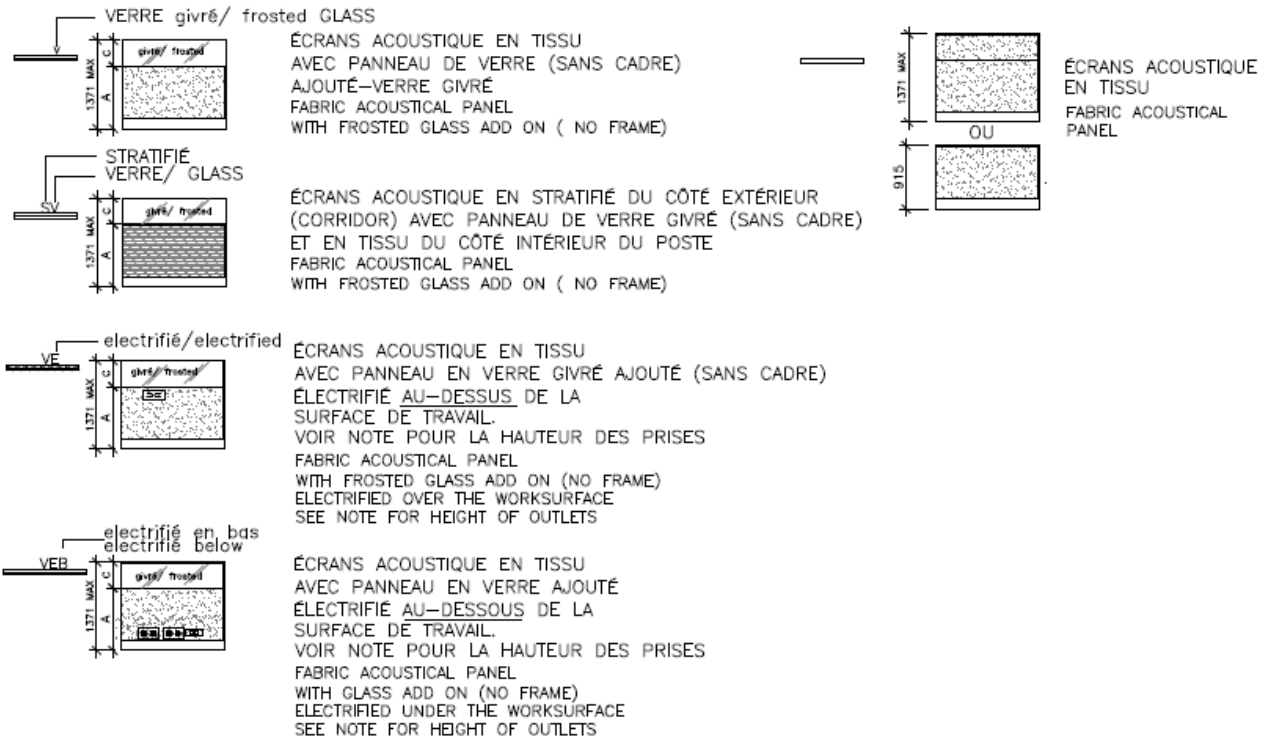 VERRE givré/ frosted GLASS
givré/ frosted
C
A
1371 MAX
ÉCRANS ACOUSTIQUE EN TISSU
AVEC PANNEAU DE VERRE (SANS CADRE)
AJOUTÉ-VERRE GIVRÉ
FABRIC ACOUSTICAL PANEL
WITH FROSTED GLASS ADD ON ( NO FRAME)
1371 MAX
OU
915
ÉCRANS ACOUSTIQUE
EN TISSU
FABRIC ACOUSTICAL
PANEL
STRATIFIÉ
VERRE/ GLASS
SV
givré/ frosted
C
A
1371 MAX
ÉCRANS ACOUSTIQUE EN STRATIFIÉ DU CÔTÉ EXTÉRIEUR
(CORRIDOR) AVEC PANNEAU DE VERRE GIVRÉ (SANS CADRE)
ET EN TISSU DU CÔTÉ INTÉRIEUR DU POSTE
FABRIC ACOUSTICAL PANEL
WITH FROSTED GLASS ADD ON ( NO FRAME)
electrifié/electrified
VE
givré/ frosted
C
A
1371 MAX
ÉCRANS ACOUSTIQUE EN TISSU
AVEC PANNEAU EN VERRE GIVRÉ AJOUTÉ (SANS CADRE)
ÉLECTRIFIÉ AU-DESSUS DE LA
SURFACE DE TRAVAIL.
VOIR NOTE POUR LA HAUTEUR DES PRISES
FABRIC ACOUSTICAL PANEL
WITH FROSTED GLASS ADD ON (NO FRAME)
ELECTRIFIED OVER THE WORKSURFACE
SEE NOTE FOR HEIGHT OF OUTLETS
electrifié en bas
electrifié below
VEB
givré/ frosted
C
A
1371 MAX
ÉCRANS ACOUSTIQUE EN TISSU
AVEC PANNEAU EN VERRE AJOUTÉ
ÉLECTRIFIÉ AU-DESSOUS DE LA
SURFACE DE TRAVAIL.
VOIR NOTE POUR LA HAUTEUR DES PRISES
FABRIC ACOUSTICAL PANEL
WITH GLASS ADD ON (NO FRAME)
ELECTRIFIED UNDER THE WORKSURFACE
SEE NOTE FOR HEIGHT OF OUTLETS